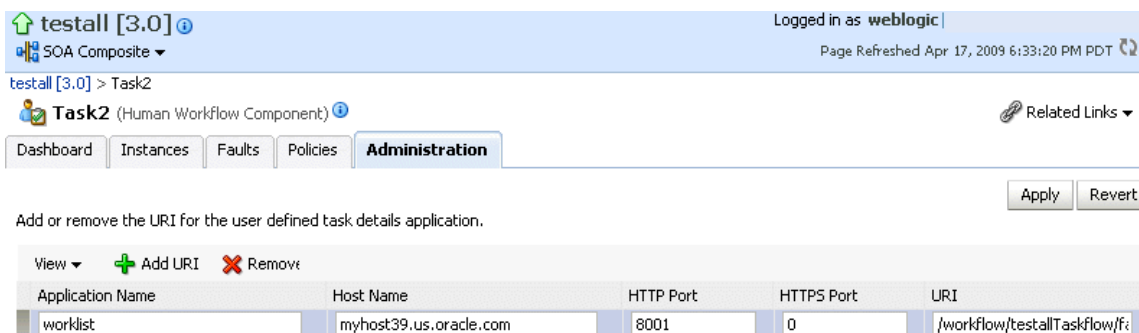 testall [3.0]
Logged in as weblogic
SOA Composite
Page Refreshed Apr 17, 2009 6:33:20 PM PDT
testall [3.0] > Task2
Task2 (Human Workflow Component)
Related Links
Dashboard Instances Faults Policies Administration
Apply Revert
Add or remove the URI for the user defined task details application.
View Add URI Remove
Application Name Host Name HTTP Port HTTPS Port URI
worklist myhost39.us.oracle.com 8001 0 /workflow/testallTaskflow/fa